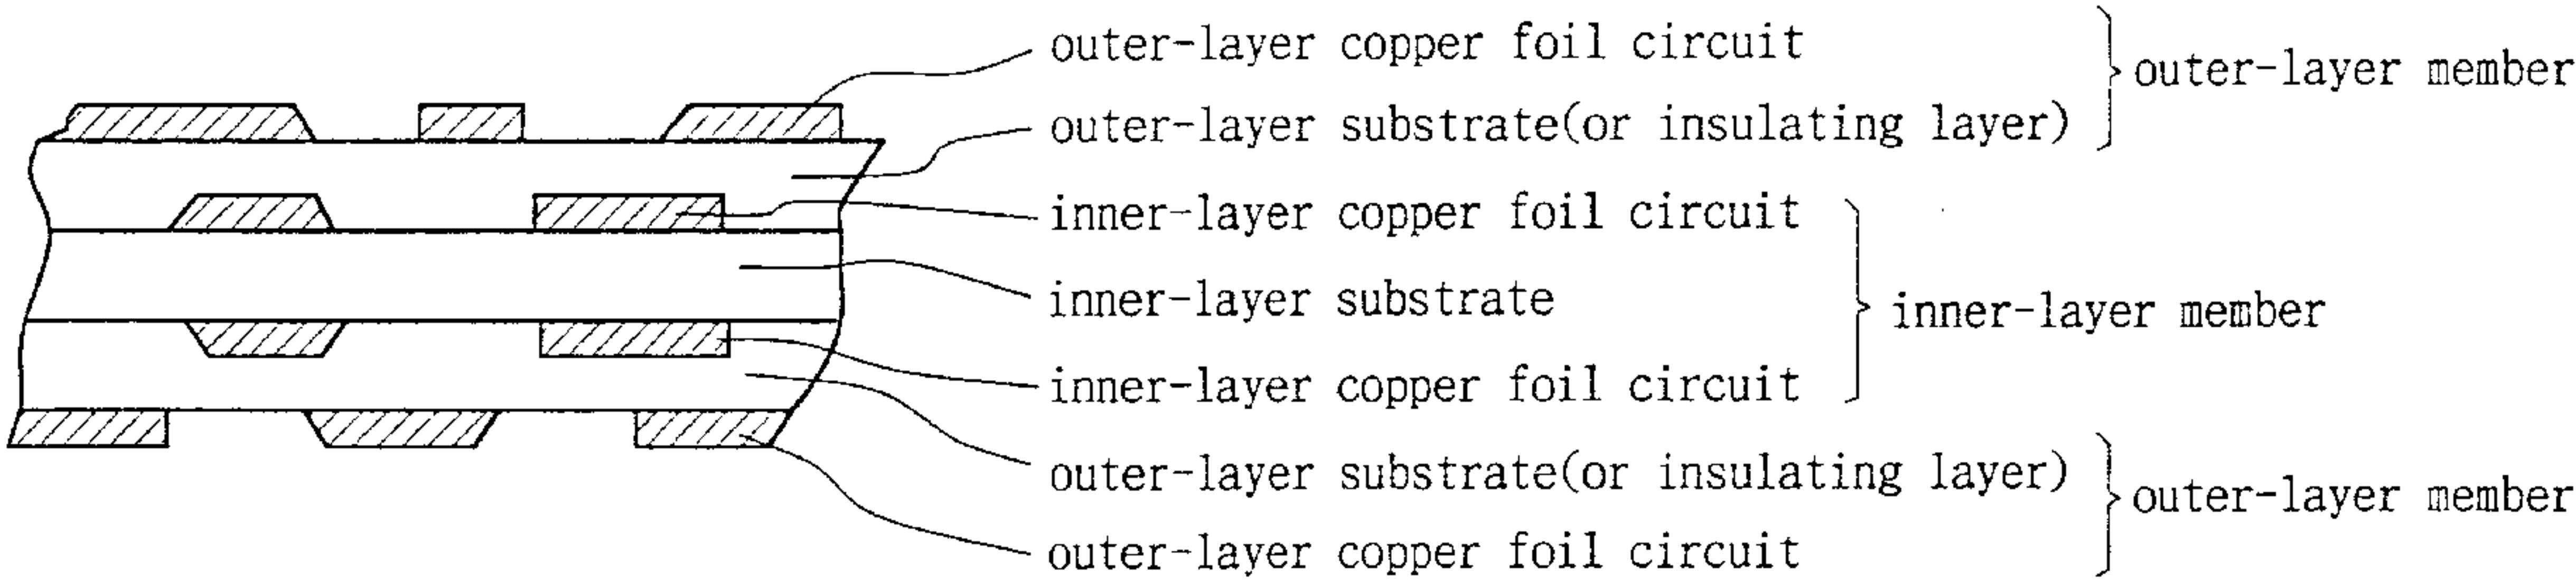 outer-layer copper foil circuit
outer-layer member
outer-layer substrate(or insulating layer)
inner-layer copper foil circuit
inner-layer substrate
inner-layer member
inner-layer copper foil circuit
outer-layer substrate(or insulating layer)
outer-layer member
outer-layer copper foil circuit